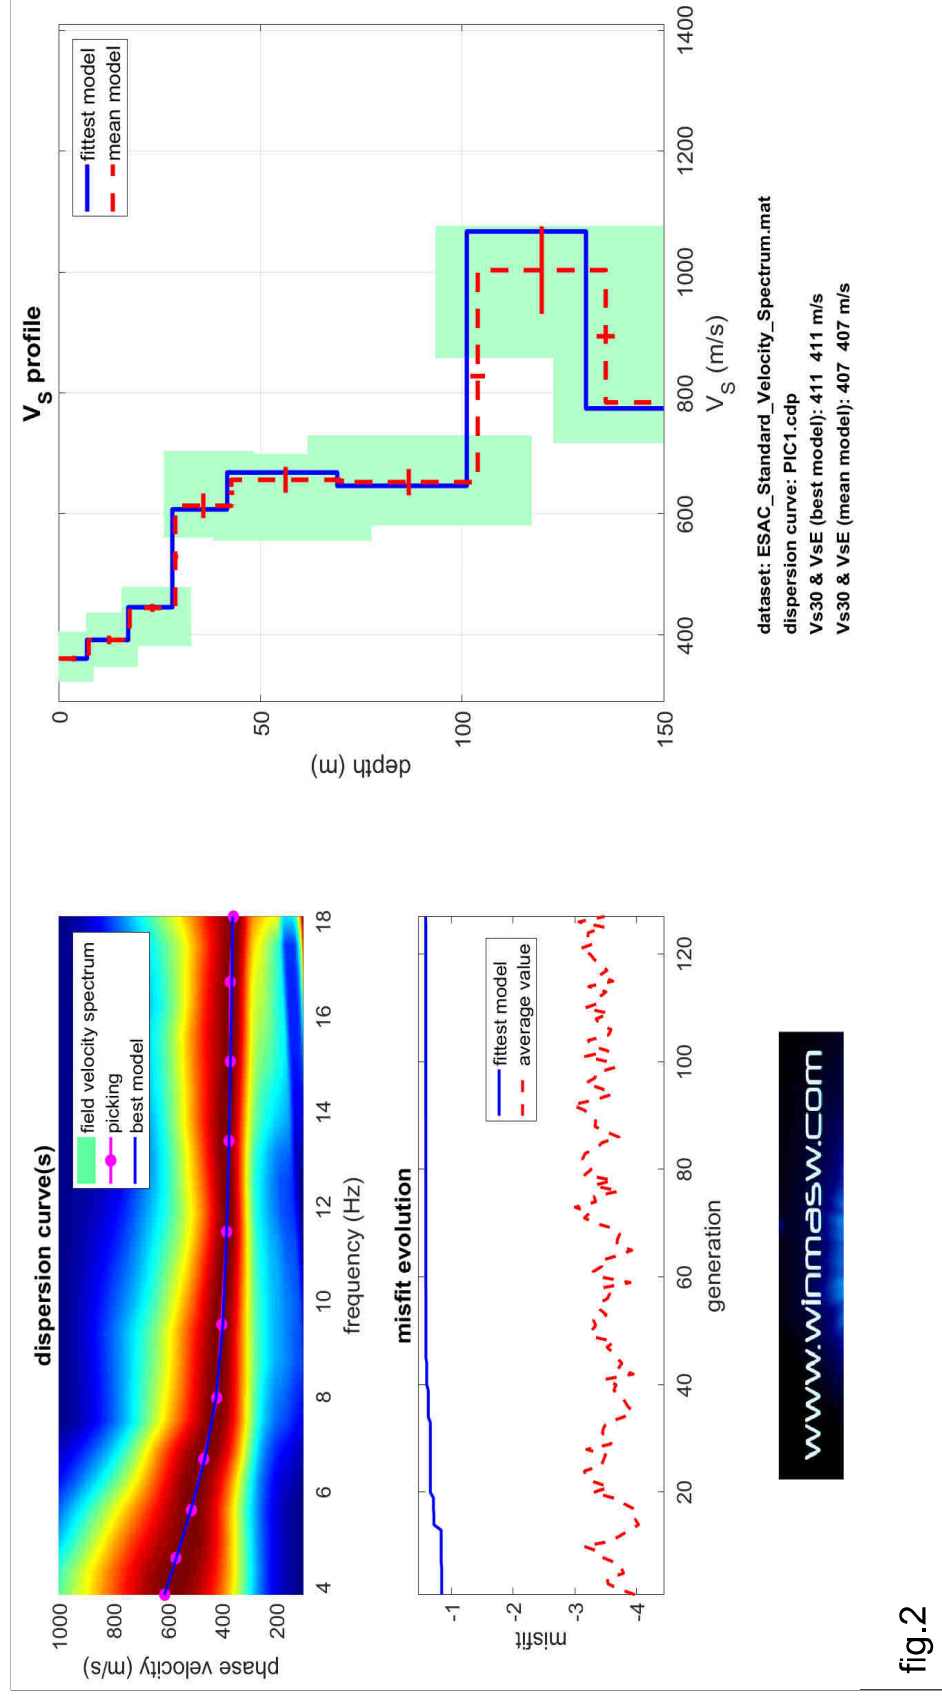 dispersion curve(s)
field velocity spectrum
picking
best model
1000
800
600
400
200
phase velocity (m/s)
4
6
8
10
12
14
16
18
frequency (Hz)
misfit evolution
fittest model
average value
-1
-2
-3
-4
misfit
20
40
60
80
100
120
generation
www.winmasw.com
VS profile
fittest model
mean model
0
50
100
150
depth (m)
400
600
800
1000
1200
1400
VS (m/s)
dataset: ESAC_Standard_Velocity_Spectrum.mat
dispersion curve: PIC1.cdp
Vs30 & VsE (best model): 411 411 m/s
Vs30 & VsE (mean model): 407 407 m/s
fig.2